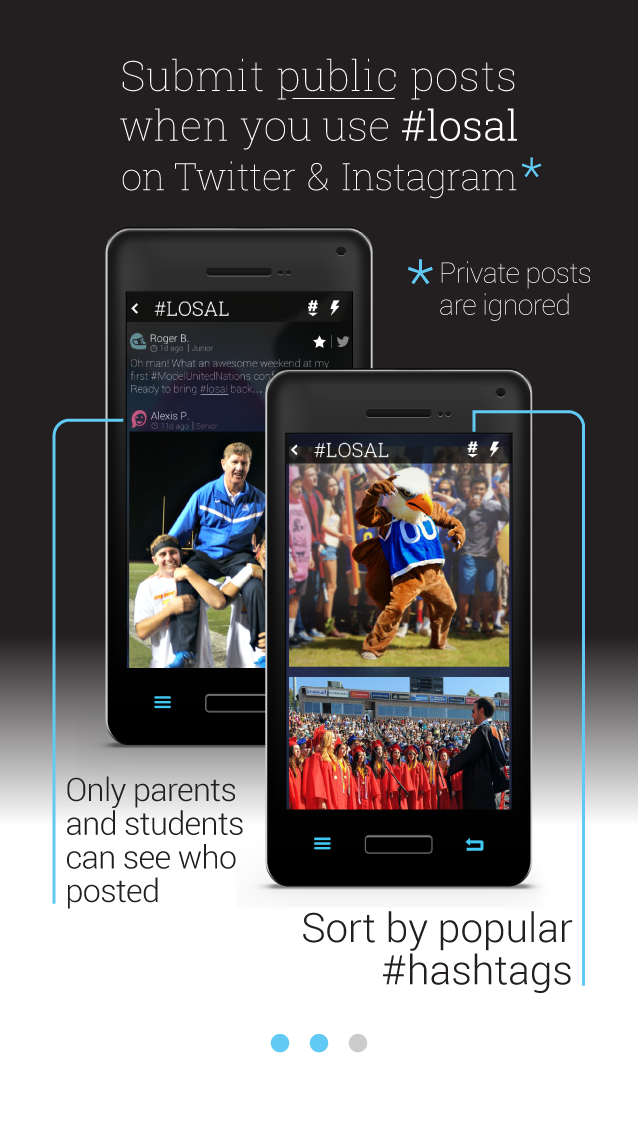 Submit public posts
when you use #losal
on Twitter & Instagram*
* Private posts
are ignored
#LOSAL
Roger B.
1d ago | Junior
Oh man! What an awesome weekend at my
first #ModelUnitedNations conf
Ready to bring #losal back...
Alexis P.
11d ago | Senior
#LOSAL
00
Only parents
and students
can see who
posted
Sort by popular
#hashtags